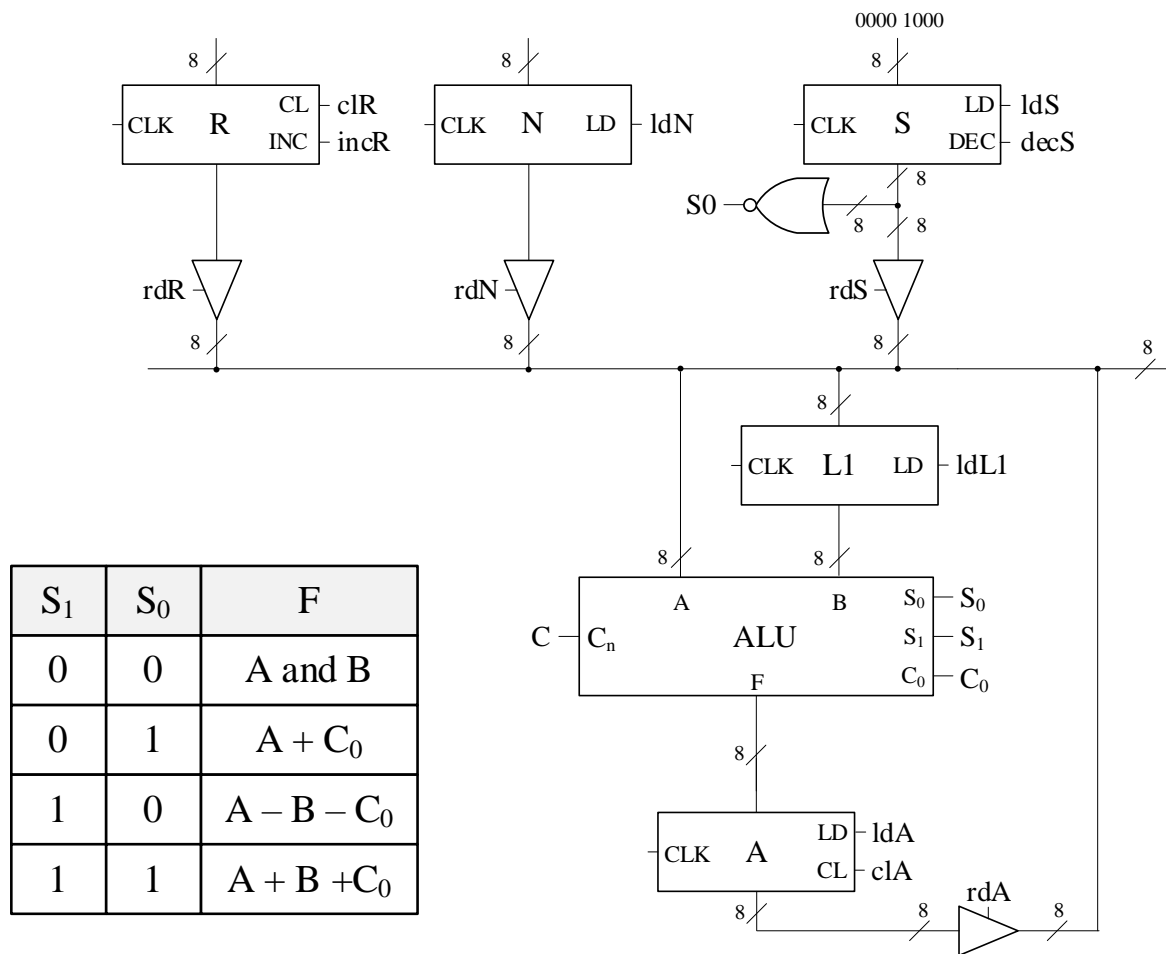 0000 1000
8
8
8
CLK R CL INC
clR
incR
CLK N LD
ldN
CLK S LD DEC
ldS
decS
8
S0
8
8
rdR
rdN
rdS
8
8
8
8
8
CLK L1 LD
ldL1
8
8
A B
S₀ S₀
C Cₙ ALU S₁ S₁
F C₀ C₀
8
CLK A LD CL
ldA
clA
8
8
rdA
8
S₁ S₀ F
0 0 A and B
0 1 A + C₀
1 0 A – B – C₀
1 1 A + B +C₀